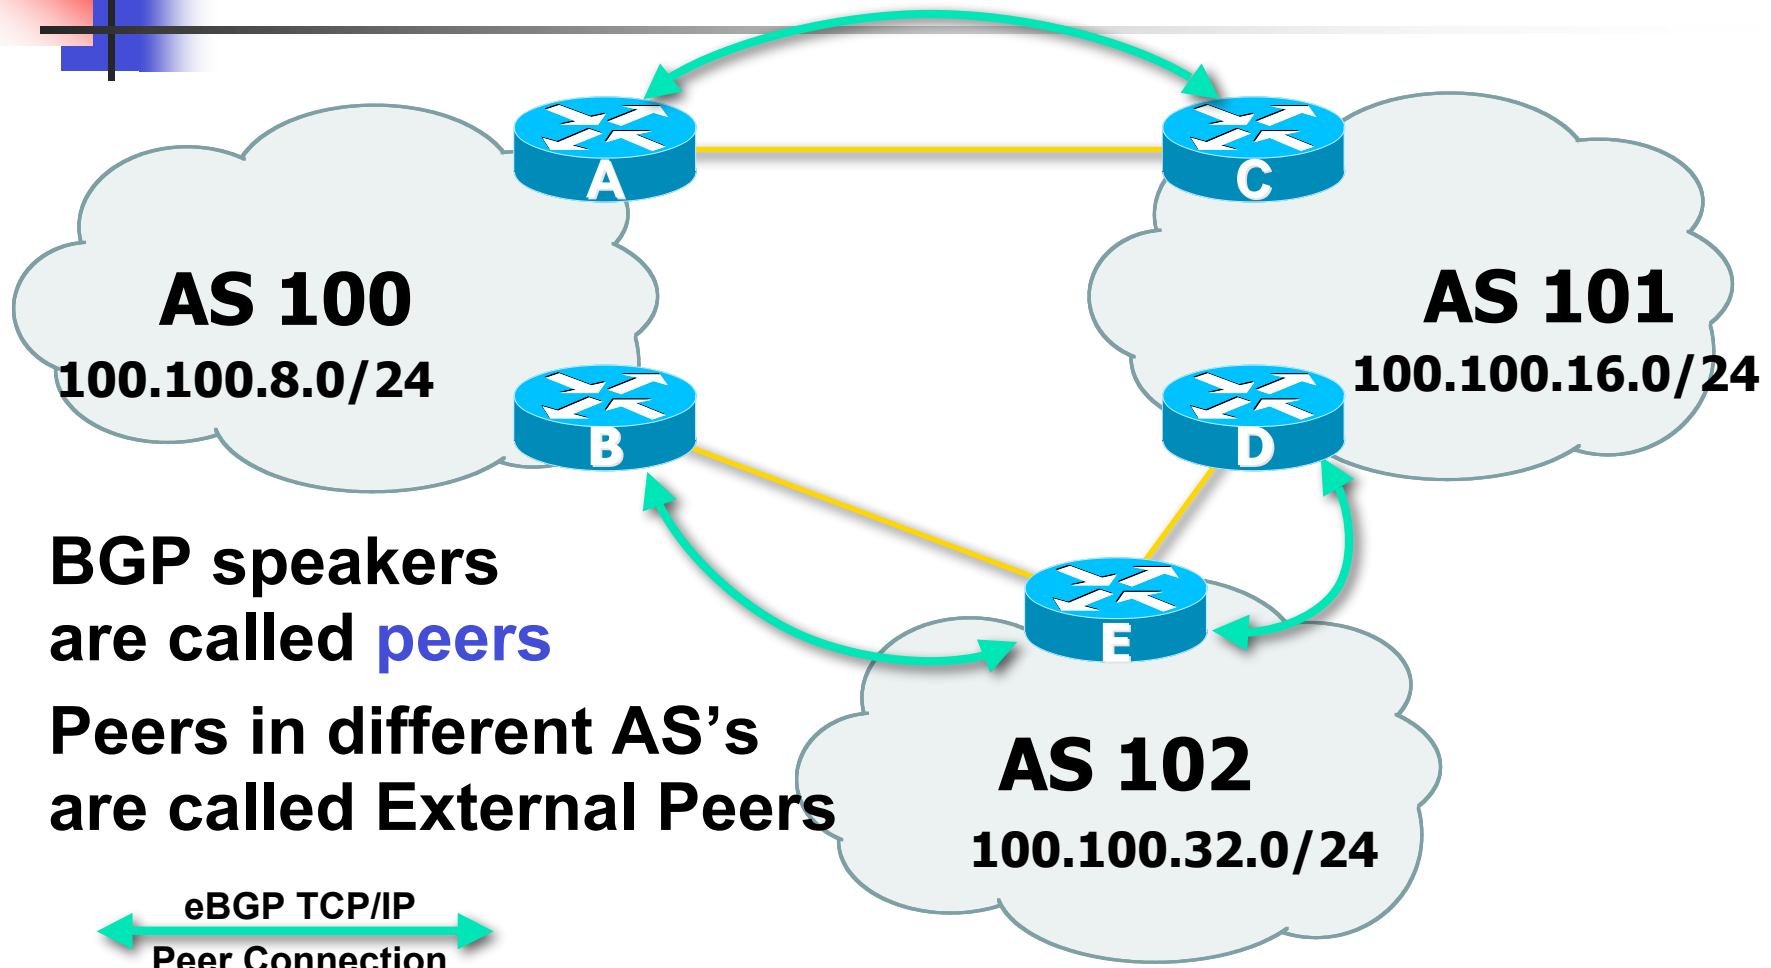 A
C
AS 100
100.100.8.0/24
AS 101
100.100.16.0/24
B
D
BGP speakers
are called peers
E
Peers in different AS's
are called External Peers
AS 102
100.100.32.0/24
eBGP TCP/IP
Peer Connection